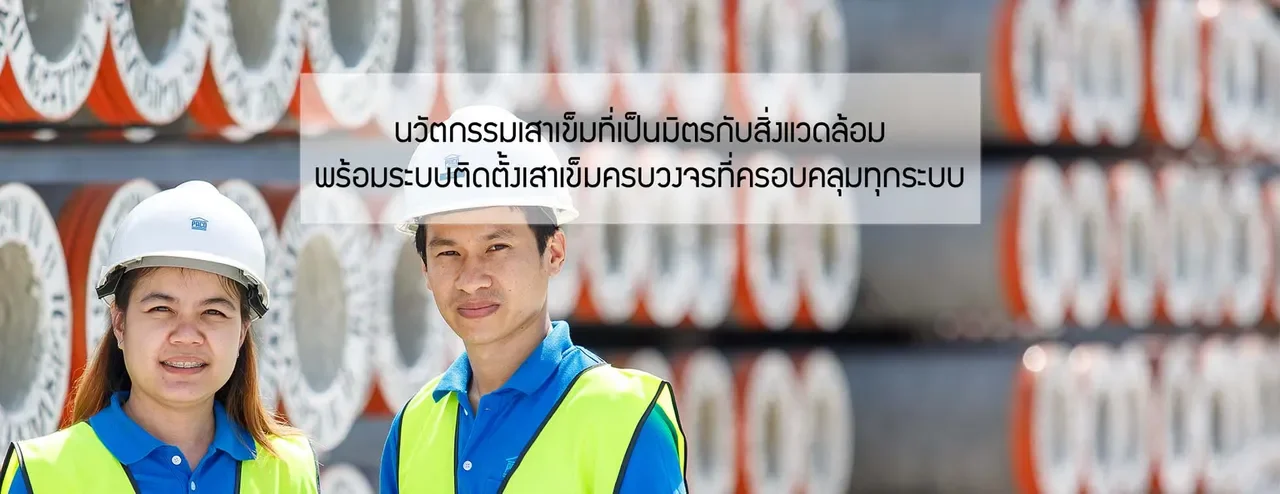 นวัตกรรมเสาเข็มที่เป็นมิตรกับสิ่งแวดล้อม
พร้อมระบบติดตั้งเสาเข็มครบวงจรที่ครอบคลุมทุกระบบ
PACO